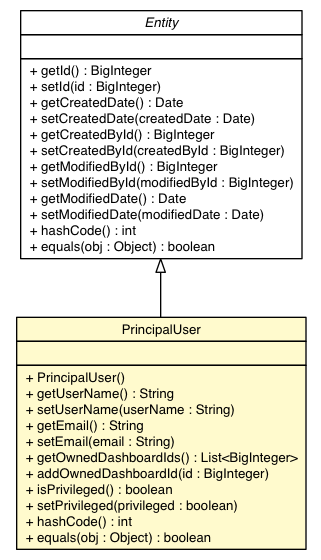 Entity
+ getId() : BigInteger
+ setId(id : BigInteger)
+ getCreatedDate() : Date
+ setCreatedDate(createdDate : Date)
+ getCreatedById() : BigInteger
+ setCreatedById(createdById : BigInteger)
+ getModifiedById() : BigInteger
+ setModifiedById(modifiedById : BigInteger)
+ getModifiedDate() : Date
+ setModifiedDate(modifiedDate : Date)
+ hashCode() : int
+ equals(obj : Object) : boolean
PrincipalUser
+ PrincipalUser()
+ getUserName() : String
+ setUserName(userName : String)
+ getEmail() : String
+ setEmail(email : String)
+ getOwnedDashboardIds() : List<BigInteger>
+ addOwnedDashboardId(id : BigInteger)
+ isPrivileged() : boolean
+ setPrivileged(privileged : boolean)
+ hashCode() : int
+ equals(obj : Object) : boolean